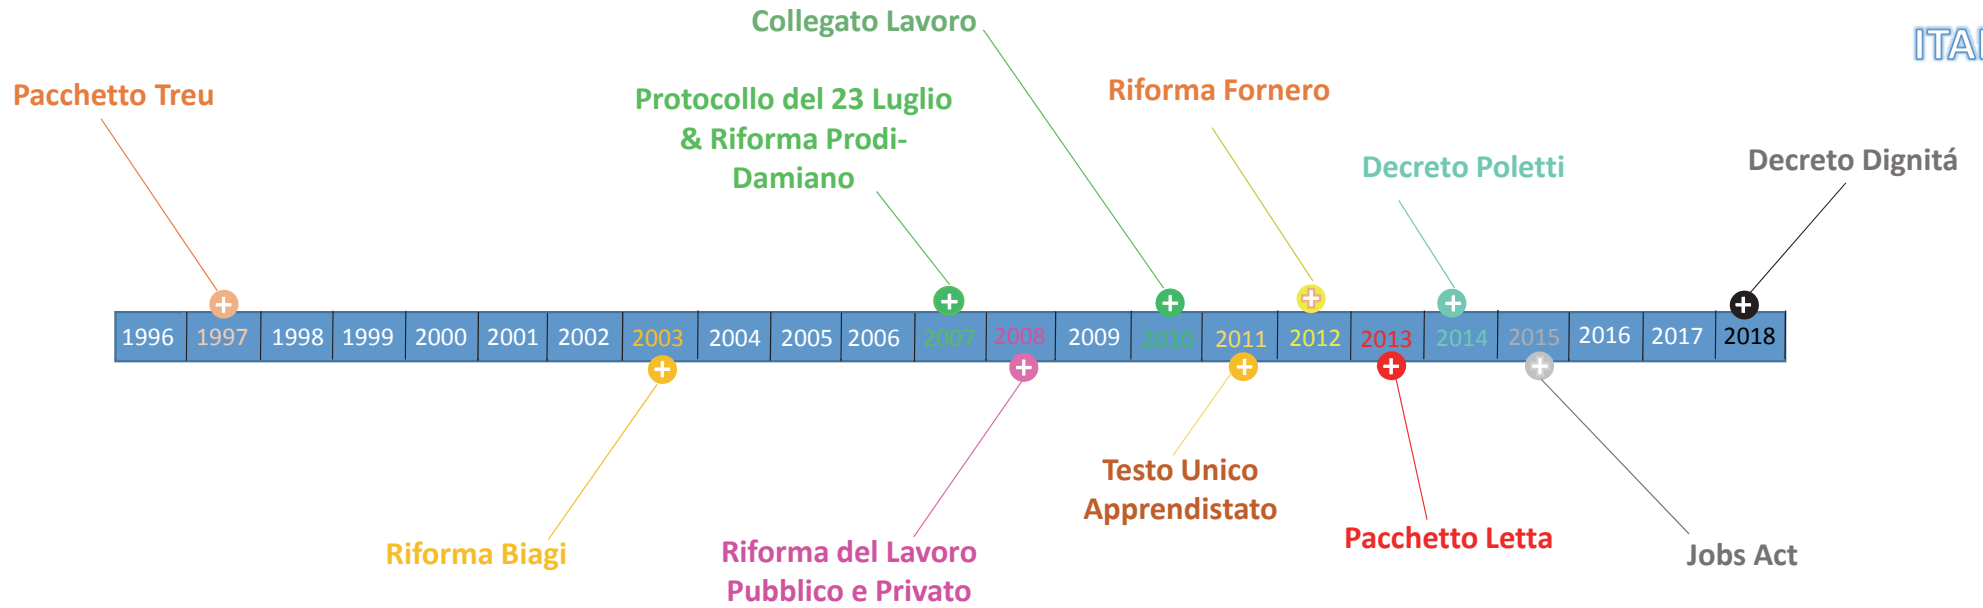 Collegato Lavoro
ITAL
Pacchetto Treu
Protocollo del 23 Luglio
& Riforma Prodi-
Damiano
Riforma Fornero
Decreto Poletti
Decreto Dignitá
1996 1997 1998 1999 2000 2001 2002 2003 2004 2005 2006 2007 2008 2009 2010 2011 2012 2013 2014 2015 2016 2017 2018
Riforma Biagi
Riforma del Lavoro
Pubblico e Privato
Testo Unico
Apprendistato
Pacchetto Letta
Jobs Act